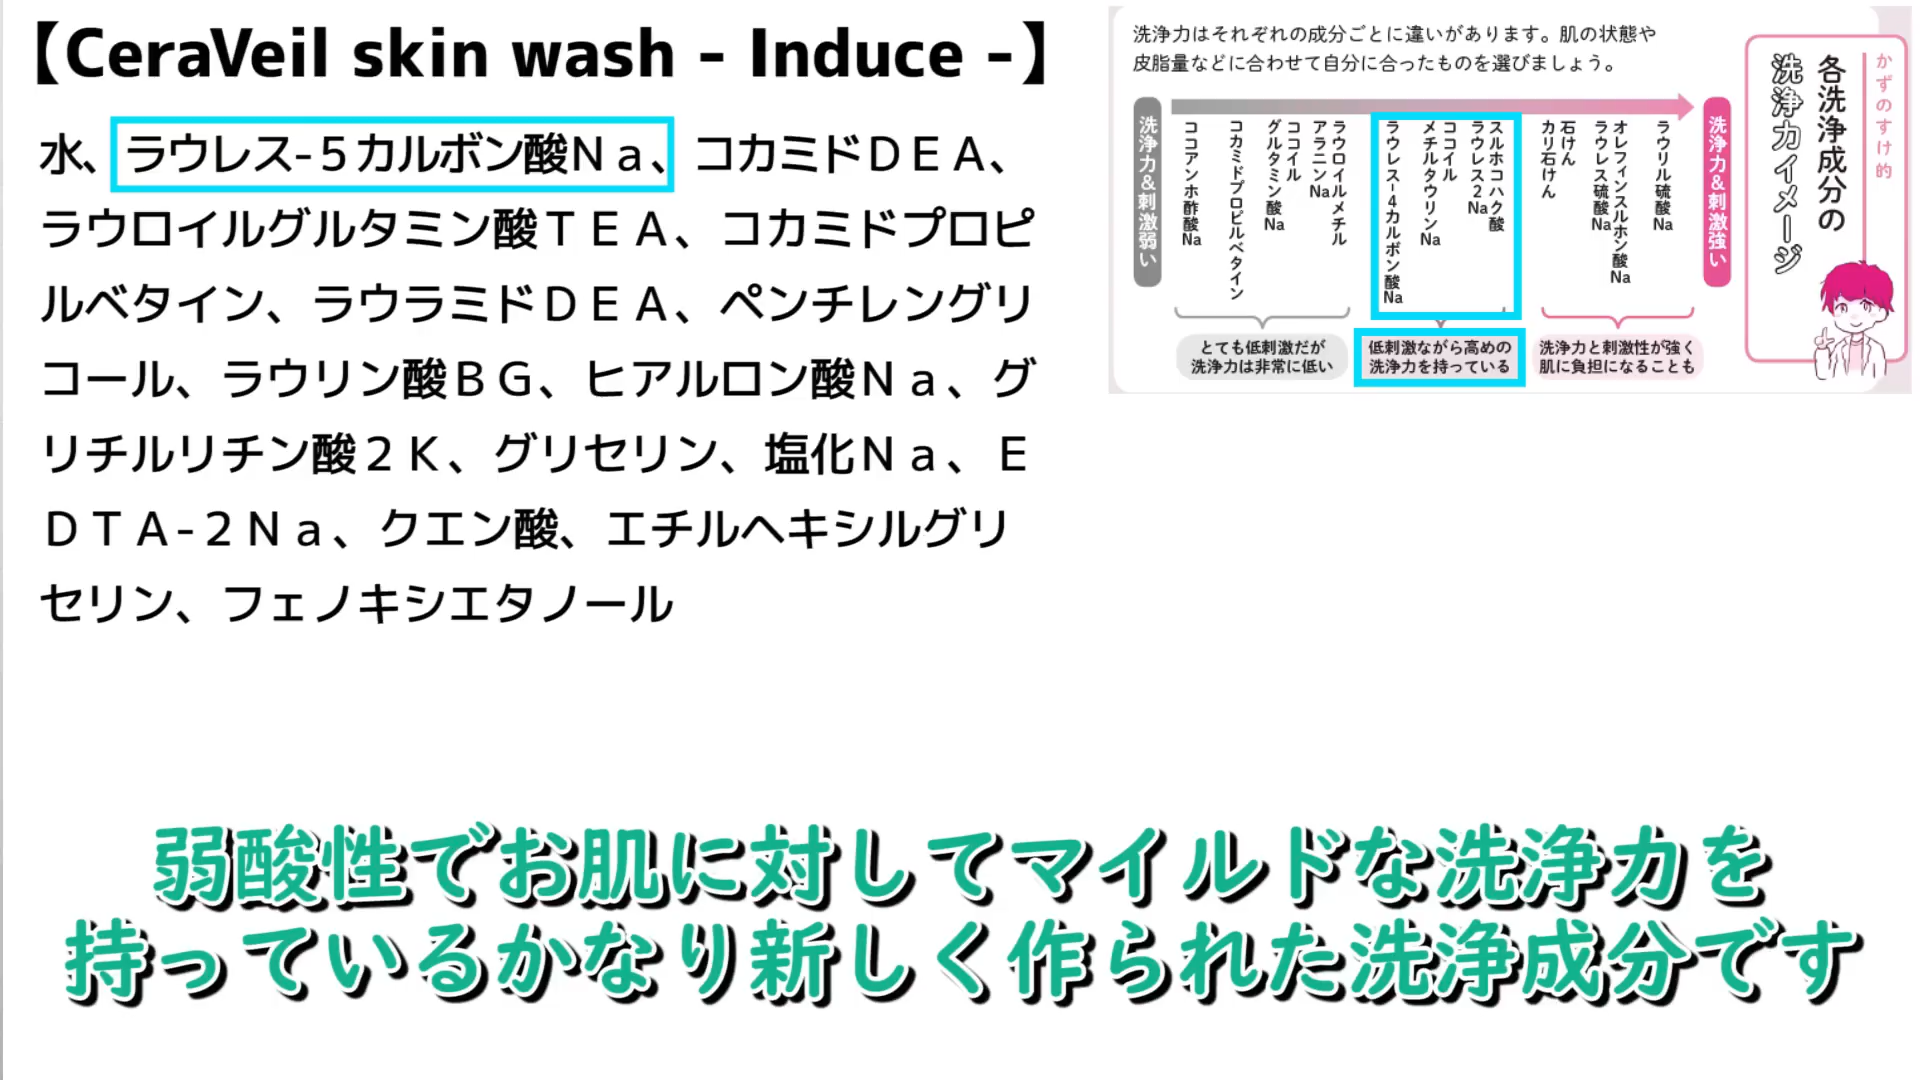 【CeraVeil skin wash - Induce -】
水、ラウレス-５カルボン酸Ｎａ、コカミドＤＥＡ、
ラウロイルグルタミン酸ＴＥＡ、コカミドプロピ
ルベタイン、ラウラミドＤＥＡ、ペンチレングリ
コール、ラウリン酸ＢＧ、ヒアルロン酸Ｎａ、グ
リチルリチン酸２Ｋ、グリセリン、塩化Ｎａ、Ｅ
ＤＴＡ-２Ｎａ、クエン酸、エチルヘキシルグリ
セリン、フェノキシエタノール
洗浄力はそれぞれの成分ごとに違いがあります。肌の状態や
皮脂量などに合わせて自分に合ったものを選びましょう。
洗浄力&刺激弱い
ココアンホ酢酸Na
コカミドプロピルベタイン
ココイル
グルタミン酸Na
ラウロイルメチル
アラニンNa
ラウレス-4カルボン酸Na
ココイル
メチルタウリンNa
スルホコハク酸
ラウレス2Na
石けん
カリ石けん
オレフィンスルホン酸Na
ラウレス硫酸Na
ラウリル硫酸Na
洗浄力&刺激強い
とても低刺激だが
洗浄力は非常に低い
低刺激ながら高めの
洗浄力を持っている
洗浄力と刺激性が強く
肌に負担になることも
かずのすけ的
各洗浄成分の
洗浄力イメージ
弱酸性でお肌に対してマイルドな洗浄力を
持っているかなり新しく作られた洗浄成分です